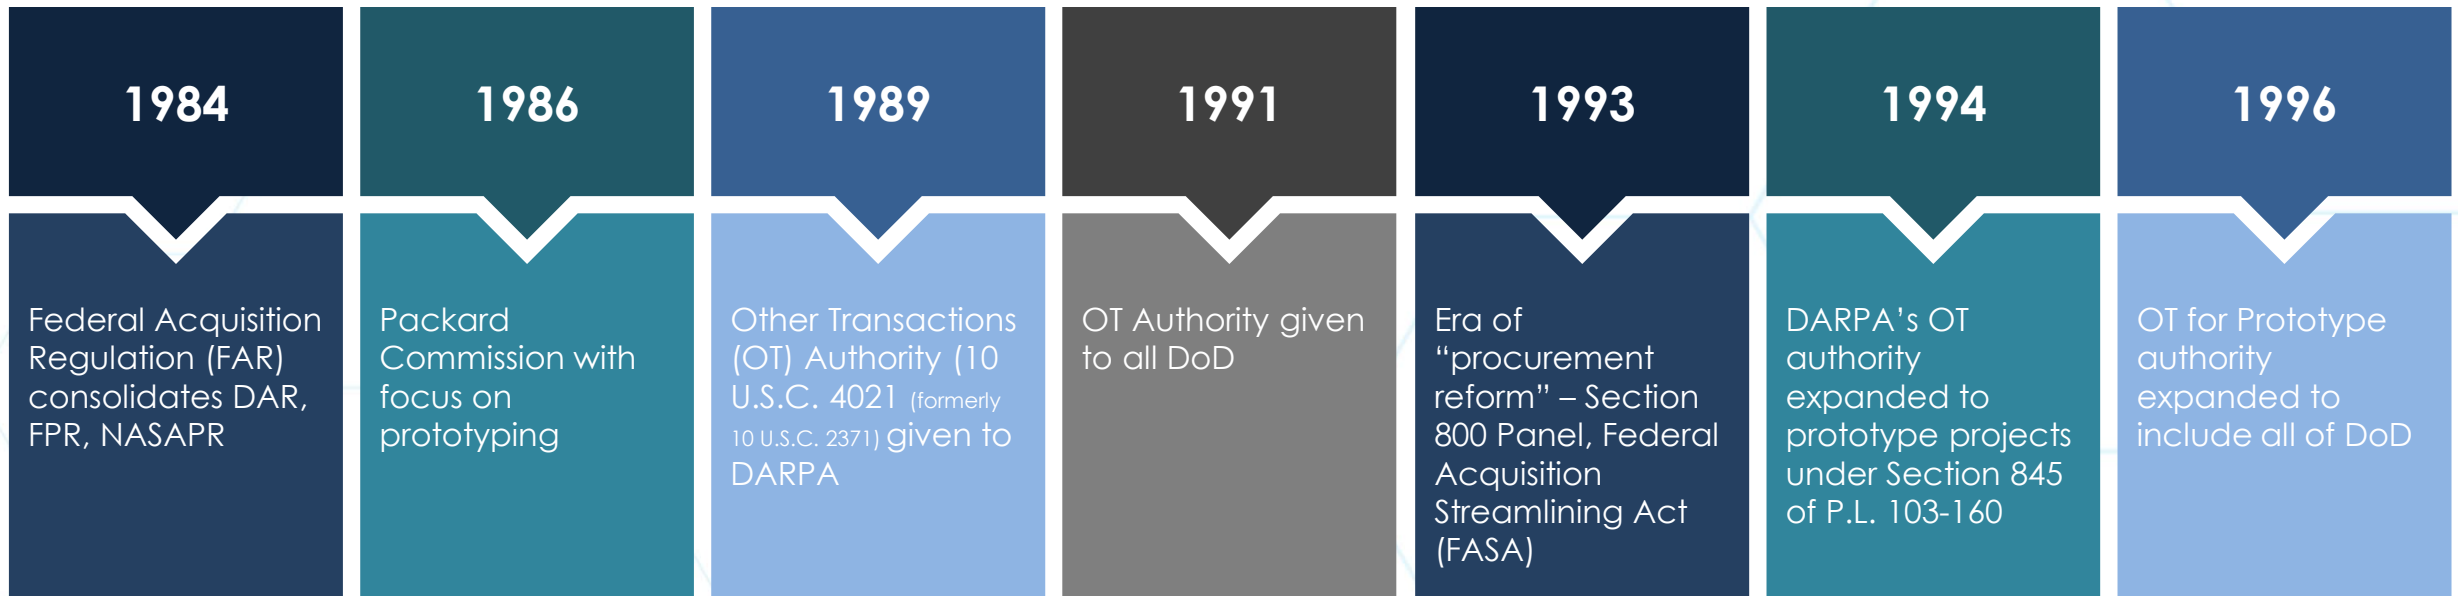 1984
Federal Acquisition
Regulation (FAR)
consolidates DAR,
FPR, NASAPR
1986
Packard
Commission with
focus on
prototyping
1989
Other Transactions
(OT) Authority (10
U.S.C. 4021 (formerly
10 U.S.C. 2371) given to
DARPA
1991
OT Authority given
to all DoD
1993
Era of
“procurement
reform” – Section
800 Panel, Federal
Acquisition
Streamlining Act
(FASA)
1994
DARPA’s OT
authority
expanded to
prototype projects
under Section 845
of P.L. 103-160
1996
OT for Prototype
authority
expanded to
include all of DoD